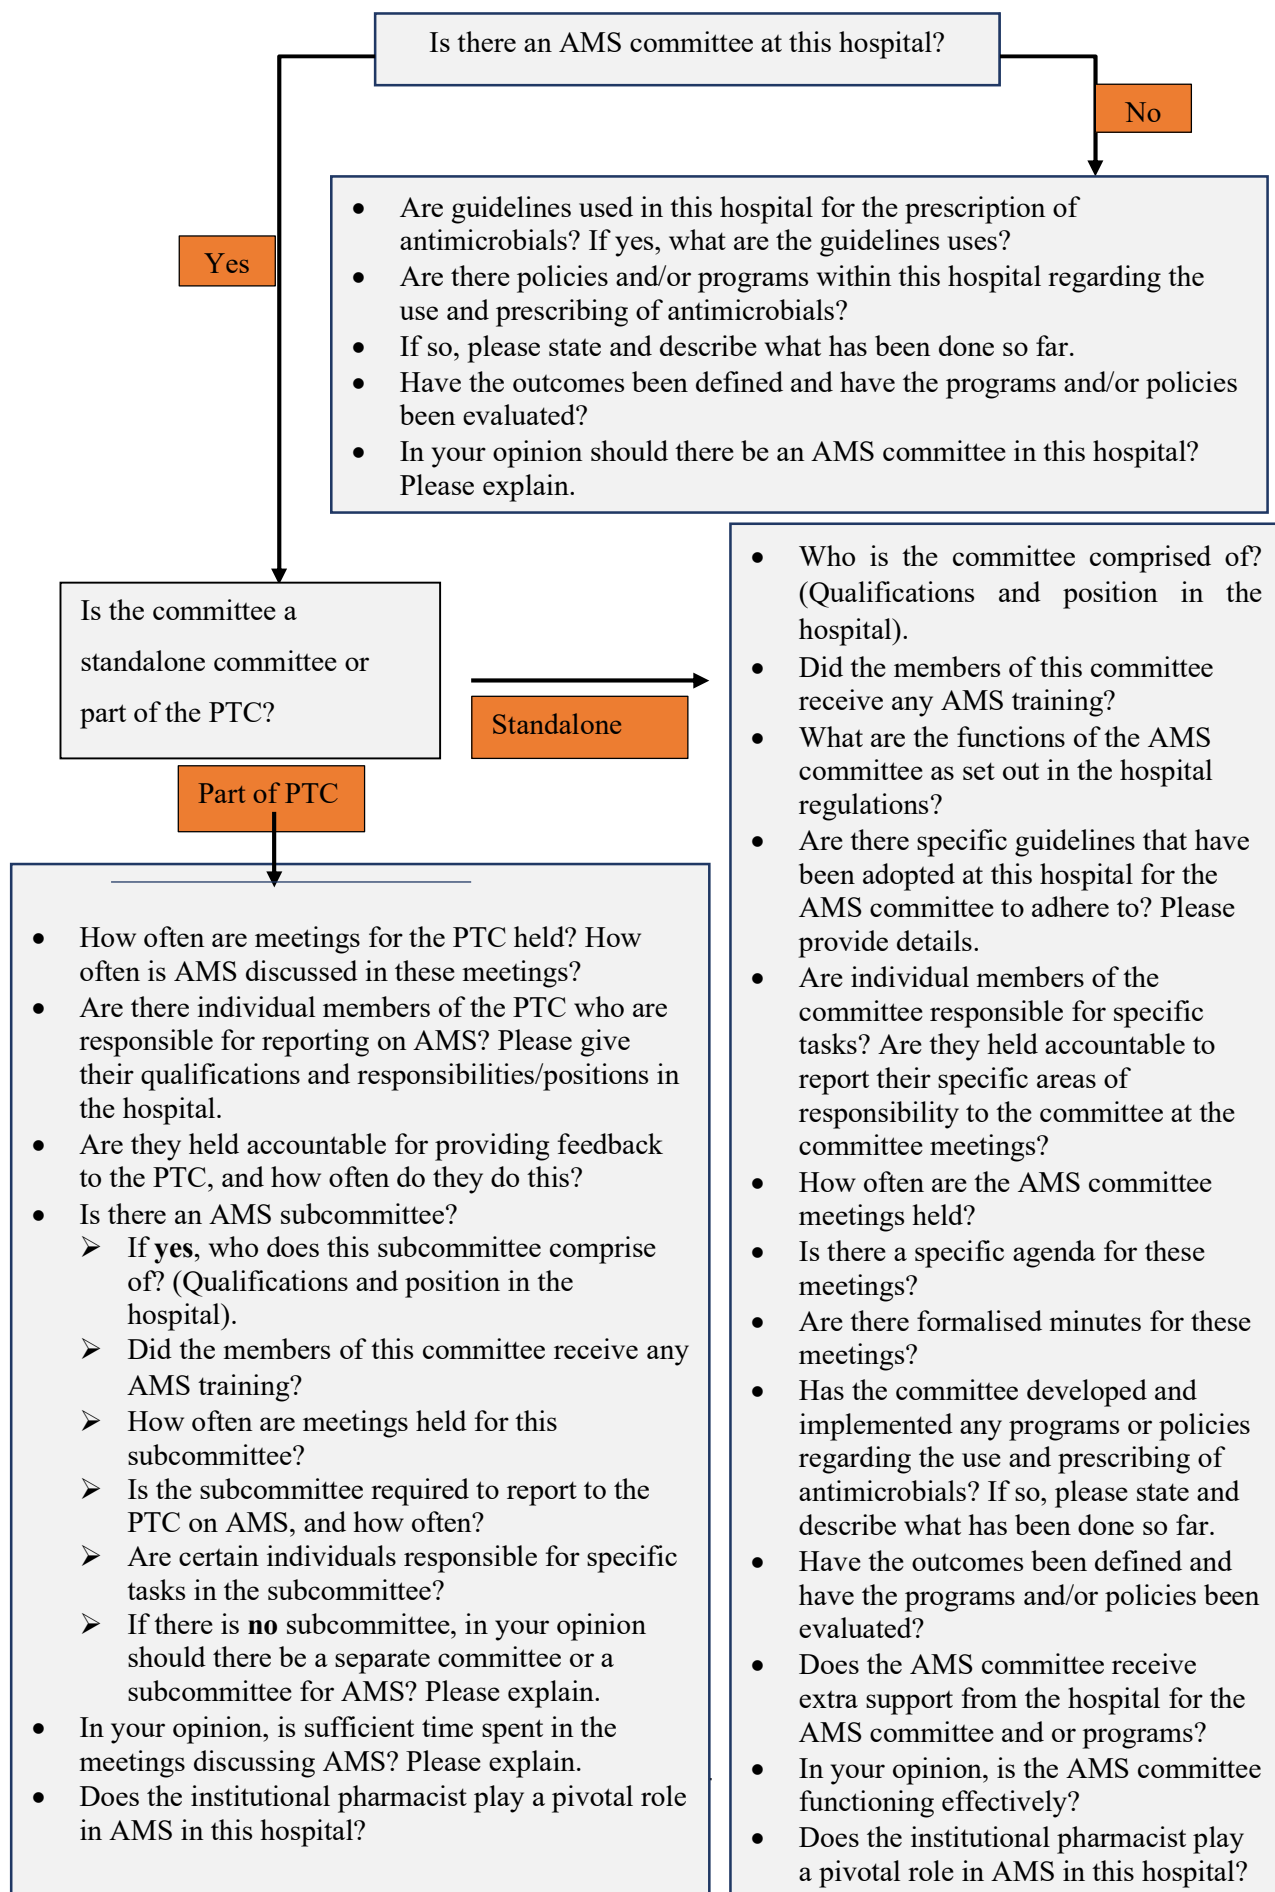 Is there an AMS committee at this hospital?
No
Yes
• Are guidelines used in this hospital for the prescription of
antimicrobials? If yes, what are the guidelines uses?
• Are there policies and/or programs within this hospital regarding the
use and prescribing of antimicrobials?
• If so, please state and describe what has been done so far.
• Have the outcomes been defined and have the programs and/or policies
been evaluated?
• In your opinion should there be an AMS committee in this hospital?
Please explain.
Is the committee a
standalone committee or
part of the PTC?
Standalone
Part of PTC
• How often are meetings for the PTC held? How
often is AMS discussed in these meetings?
• Are there individual members of the PTC who are
responsible for reporting on AMS? Please give
their qualifications and responsibilities/positions in
the hospital.
• Are they held accountable for providing feedback
to the PTC, and how often do they do this?
• Is there an AMS subcommittee?
➢ If yes, who does this subcommittee comprise
of? (Qualifications and position in the
hospital).
➢ Did the members of this committee receive any
AMS training?
➢ How often are meetings held for this
subcommittee?
➢ Is the subcommittee required to report to the
PTC on AMS, and how often?
➢ Are certain individuals responsible for specific
tasks in the subcommittee?
➢ If there is no subcommittee, in your opinion
should there be a separate committee or a
subcommittee for AMS? Please explain.
• In your opinion, is sufficient time spent in the
meetings discussing AMS? Please explain.
• Does the institutional pharmacist play a pivotal role
in AMS in this hospital?
• Who is the committee comprised of?
(Qualifications and position in the
hospital).
• Did the members of this committee
receive any AMS training?
• What are the functions of the AMS
committee as set out in the hospital
regulations?
• Are there specific guidelines that have
been adopted at this hospital for the
AMS committee to adhere to? Please
provide details.
• Are individual members of the
committee responsible for specific
tasks? Are they held accountable to
report their specific areas of
responsibility to the committee at the
committee meetings?
• How often are the AMS committee
meetings held?
• Is there a specific agenda for these
meetings?
• Are there formalised minutes for these
meetings?
• Has the committee developed and
implemented any programs or policies
regarding the use and prescribing of
antimicrobials? If so, please state and
describe what has been done so far.
• Have the outcomes been defined and
have the programs and/or policies been
evaluated?
• Does the AMS committee receive
extra support from the hospital for the
AMS committee and or programs?
• In your opinion, is the AMS committee
functioning effectively?
• Does the institutional pharmacist play
a pivotal role in AMS in this hospital?